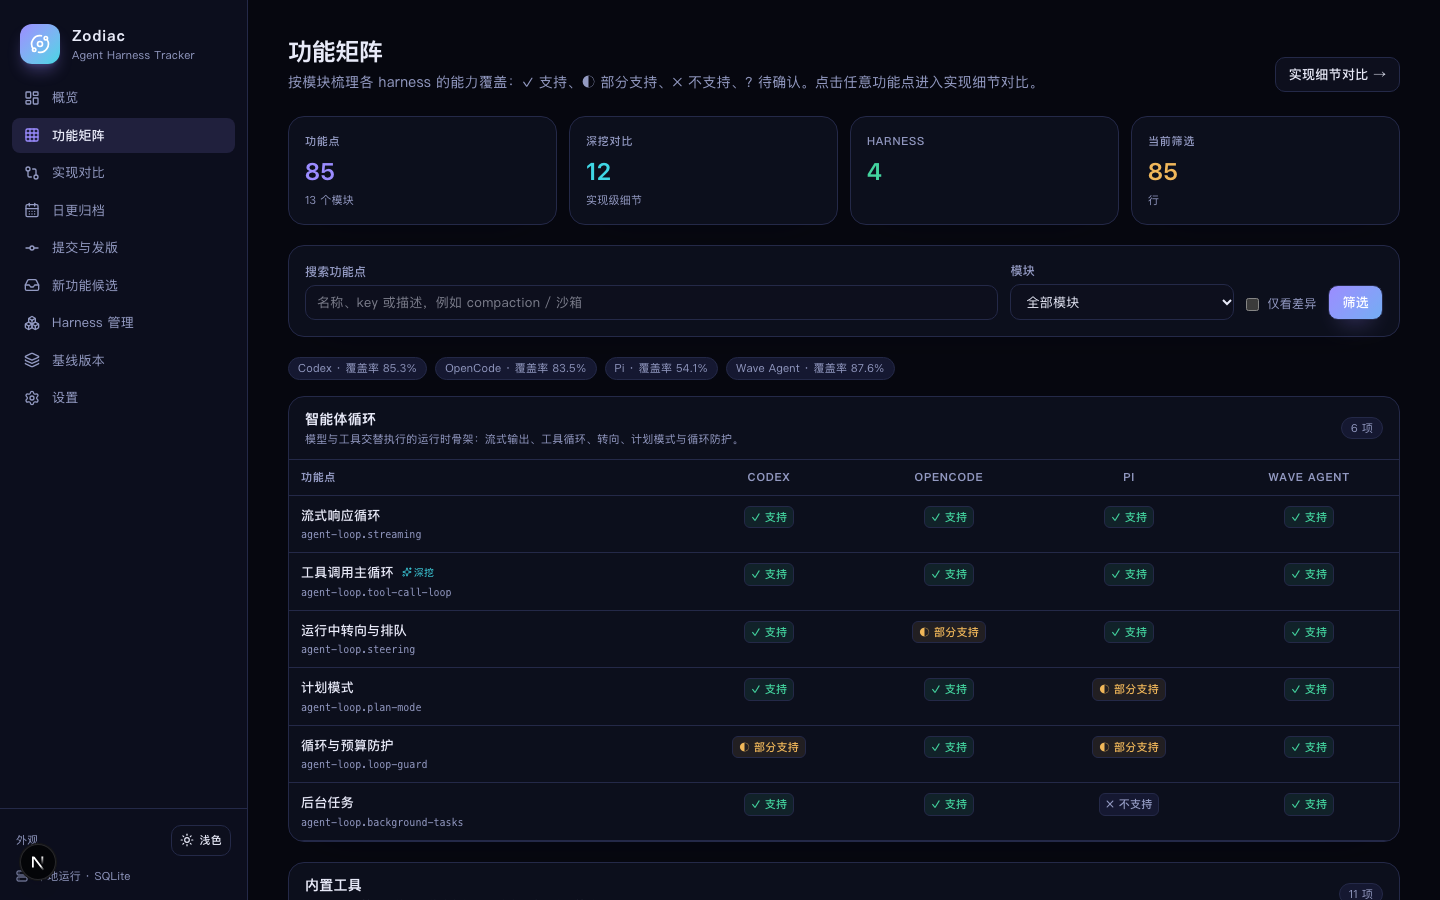 Zodiac
Agent Harness Tracker
概览
功能矩阵
实现对比
日更归档
提交与发版
新功能候选
Harness 管理
基线版本
设置
外观
浅色
N
地运行 · SQLite
功能矩阵
按模块梳理各 harness 的能力覆盖：✓ 支持、◐ 部分支持、✕ 不支持、? 待确认。点击任意功能点进入实现细节对比。
实现细节对比 →
功能点
85
13 个模块
深挖对比
12
实现级细节
HARNESS
4
当前筛选
85
行
搜索功能点
名称、key 或描述，例如 compaction / 沙箱
模块
全部模块
仅看差异
筛选
Codex · 覆盖率 85.3%
OpenCode · 覆盖率 83.5%
Pi · 覆盖率 54.1%
Wave Agent · 覆盖率 87.6%
智能体循环
模型与工具交替执行的运行时骨架：流式输出、工具循环、转向、计划模式与循环防护。
6 项
功能点 CODEX OPENCODE PI WAVE AGENT
流式响应循环 ✓ 支持 ✓ 支持 ✓ 支持 ✓ 支持
agent-loop.streaming
工具调用主循环 深挖 ✓ 支持 ✓ 支持 ✓ 支持 ✓ 支持
agent-loop.tool-call-loop
运行中转向与排队 ✓ 支持 ◐ 部分支持 ✓ 支持 ✓ 支持
agent-loop.steering
计划模式 ✓ 支持 ✓ 支持 ◐ 部分支持 ✓ 支持
agent-loop.plan-mode
循环与预算防护 ◐ 部分支持 ✓ 支持 ◐ 部分支持 ✓ 支持
agent-loop.loop-guard
后台任务 ✓ 支持 ✓ 支持 ✕ 不支持 ✓ 支持
agent-loop.background-tasks
内置工具
11 项